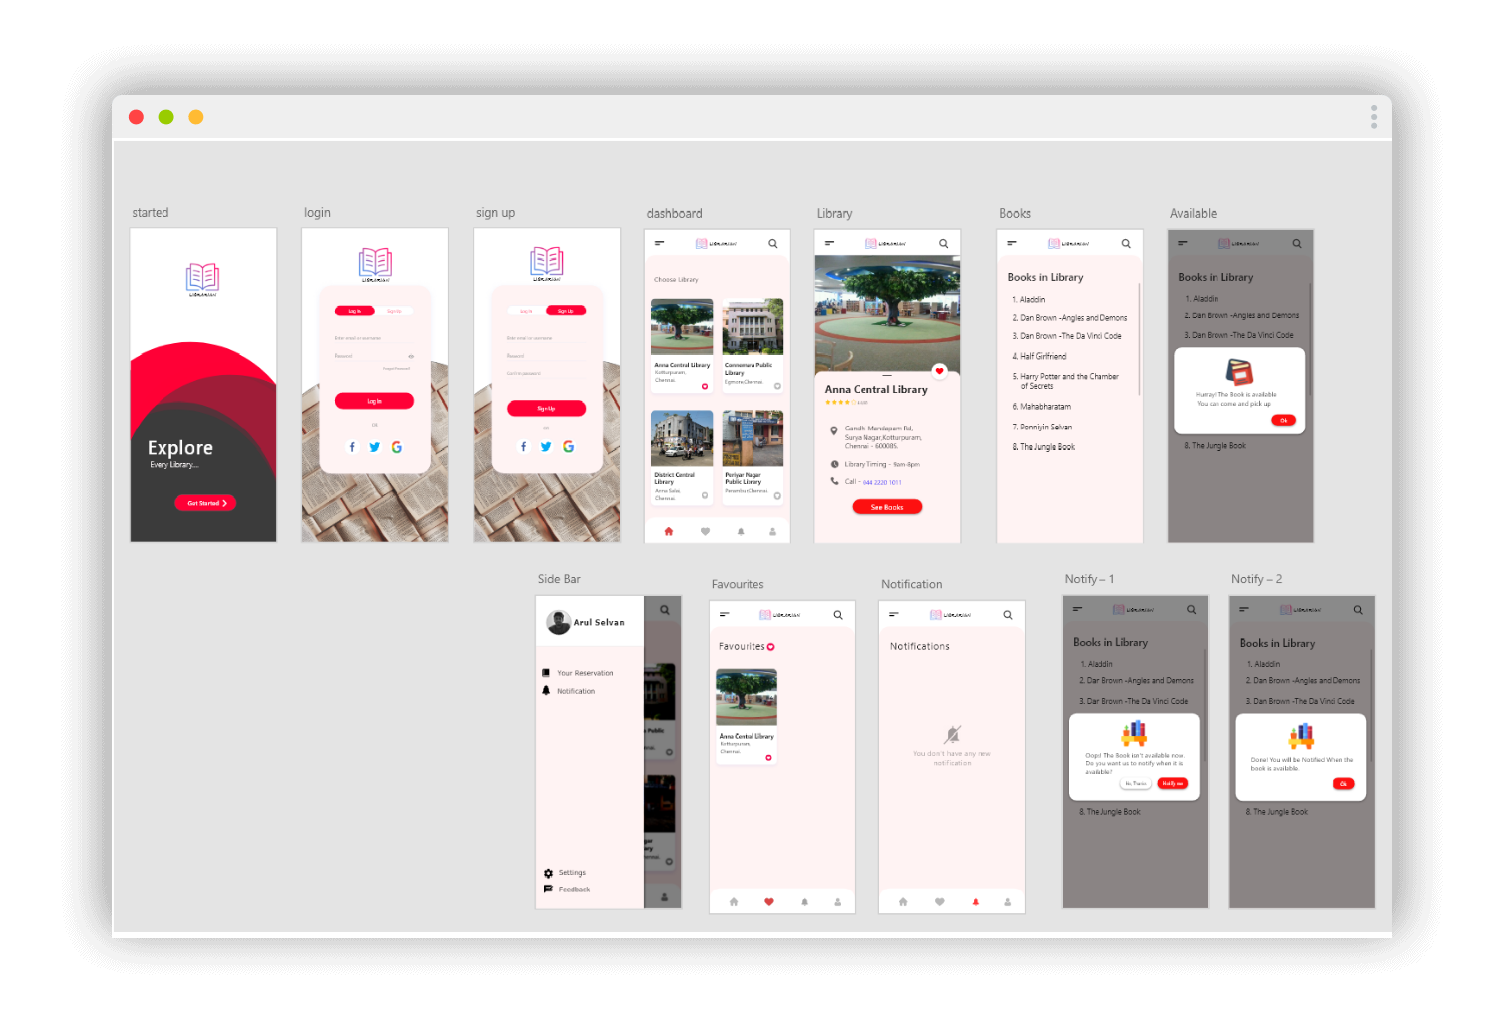 started
LIBRARIAN
Explore
Every Library....
Get Started
login
LIBRARIAN
Log In
Sign Up
Enter email or username
Password
Forgot Password?
Log In
OR
sign up
LIBRARIAN
Log In
Sign Up
Enter email or username
Password
Confirm password
Sign Up
OR
dashboard
LIBRARIAN
Choose Library
Anna Central Library
Kotturpuram,
Chennai.
Connemara Public
Library
Egmore,Chennai.
District Central
Library
Anna Salai,
Chennai.
Periyar Nagar
Public Library
Perambur,Chennai.
Library
LIBRARIAN
Anna Central Library
Gandhi Mandapam Rd,
Surya Nagar,Kotturpuram,
Chennai - 600085.
Library Timing - 8am-8pm
Call - 044 2220 1011
See Books
Books
LIBRARIAN
Books in Library
1. Aladdin
2. Dan Brown -Angles and Demons
3. Dan Brown -The Da Vinci Code
4. Half Girlfriend
5. Harry Potter and the Chamber
of Secrets
6. Mahabharatam
7. Ponniyin Selvan
8. The Jungle Book
Available
LIBRARIAN
Books in Library
1. Aladdin
2. Dan Brown -Angles and Demons
3. Dan Brown -The Da Vinci Code
Hurray! The Book is available
You can come and pick up
Ok
8. The Jungle Book
Side Bar
Arul Selvan
Your Reservation
Notification
Settings
Feedback
Favourites
LIBRARIAN
Favourites
Anna Cental Library
Kotturpuram,
Chennai.
Notification
LIBRARIAN
Notifications
You don't have any new
notification
Notify – 1
LIBRARIAN
Books in Library
1. Aladdin
2. Dar Brown -Angles and Demons
3. Dar Brown -The Da Vinci Code
Oops! The Book isn't available now.
Do you want us to notify when it is
available?
No, Thanks
Notify me
8. The Jungle Book
Notify – 2
LIBRARIAN
Books in Library
1. Aladdin
2. Dan Brown -Angles and Demons
3. Dan Brown -The Da Vinci Code
Done! You will be Notified When the
book is available.
Ok
8. The Jungle Book